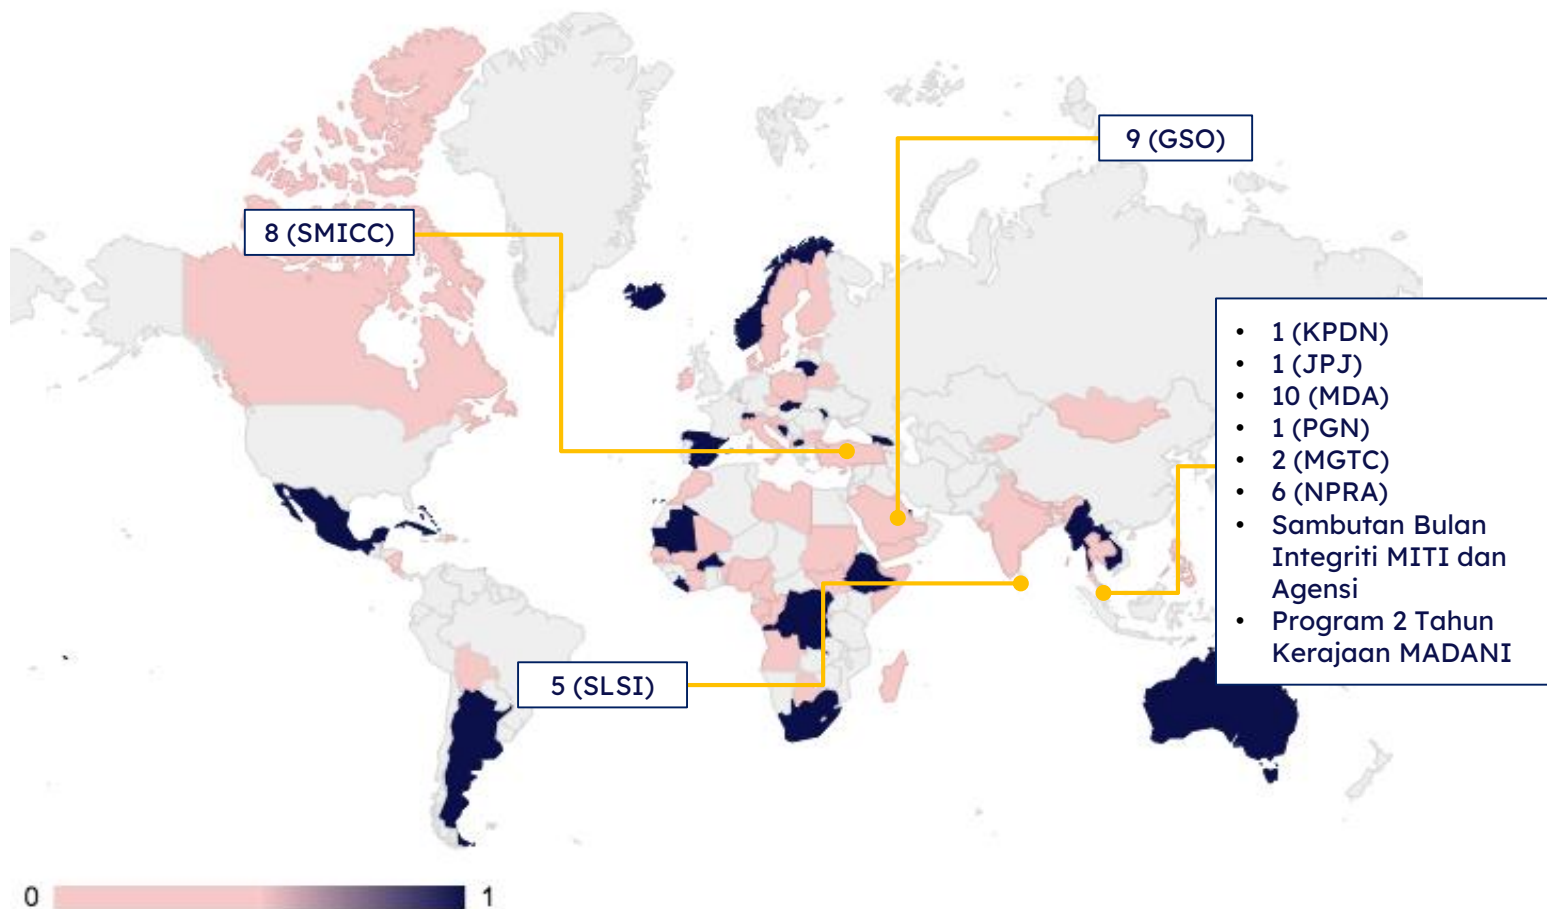 9 (GSO)
8 (SMICC)
• 1 (KPDN)
• 1 (JPJ)
• 10 (MDA)
• 1 (PGN)
• 2 (MGTC)
• 6 (NPRA)
• Sambutan Bulan
Integriti MITI dan
Agensi
• Program 2 Tahun
Kerajaan MADANI
5 (SLSI)
0 1